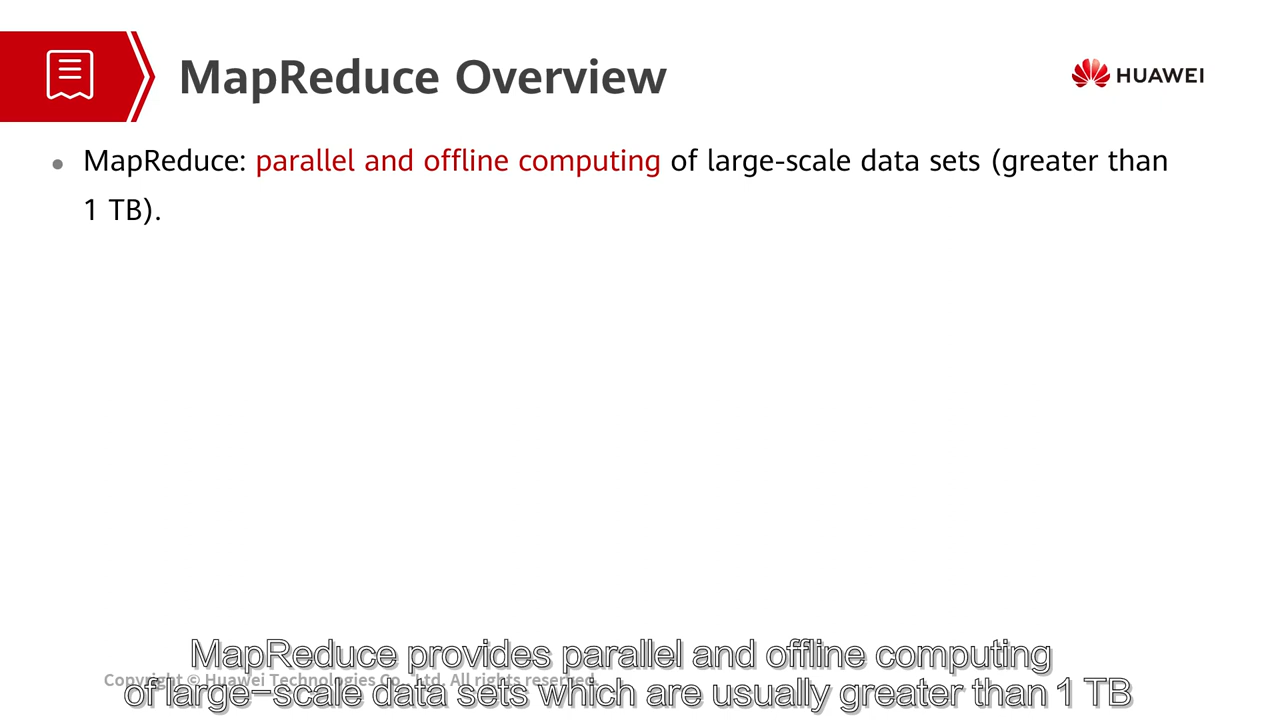 MapReduce Overview
HUAWEI
• MapReduce: parallel and offline computing of large-scale data sets (greater than
1 TB).
MapReduce provides parallel and offline computing
Copyright © Huawei Technologies Co., Ltd. All rights reserved.
of large-scale data sets which are usually greater than 1 TB